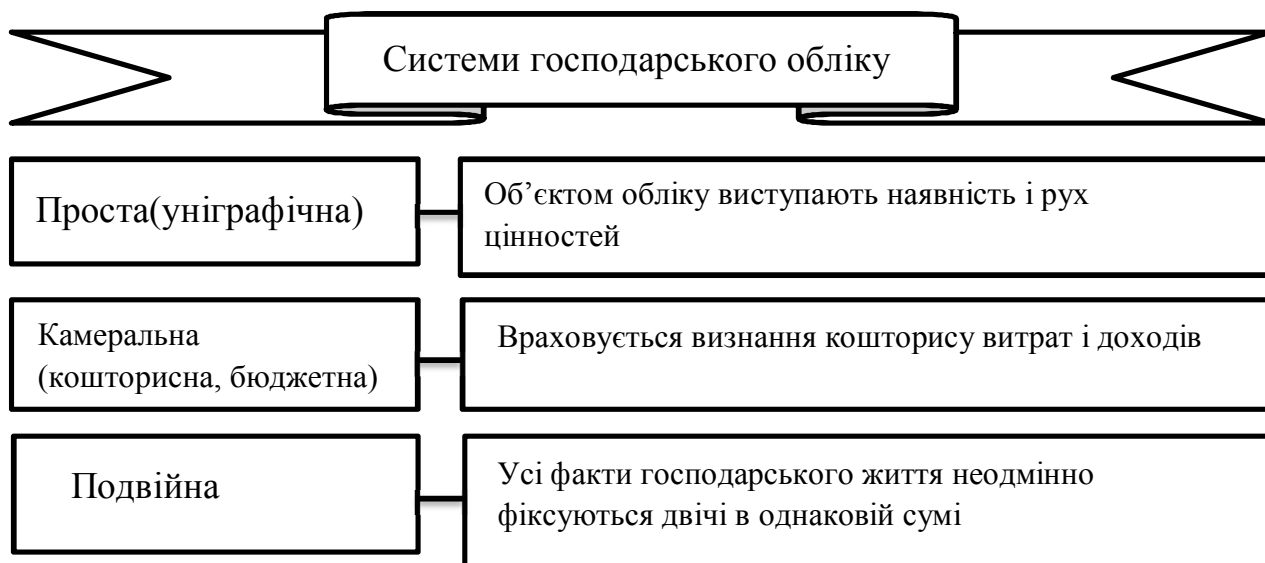 Системи господарського обліку
Проста(уніграфічна)
Об’єктом обліку виступають наявність і рух
цінностей
Камеральна
(кошторисна, бюджетна)
Враховується визнання кошторису витрат і доходів
Подвійна
Усі факти господарського життя неодмінно
фіксуються двічі в однаковій сумі